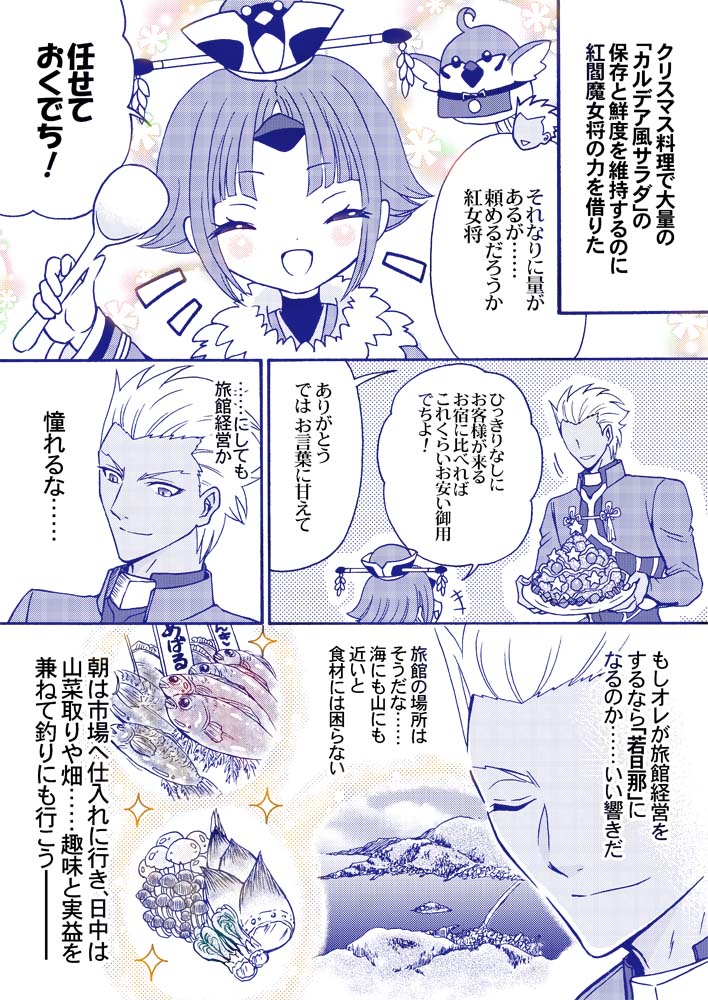 クリスマス料理で大量の
「カルデア風サラダ」の
保存と鮮度を維持するのに
紅閻魔女将の力を借りた
それなりに量が
あるが……
頼めるだろうか
紅女将
任せて
おくでち！
ひっきりなしに
お客様が来る
お宿に比べれば
これくらいお安い御用
でちよ！
ありがとう
では お言葉に甘えて
……にしても
旅館経営か
憧れるな……
もしオレが旅館経営を
するなら「若旦那」に
なるのか……いい響きだ
旅館の場所は
そうだな……
海にも山にも
近いと
食材には困らない
めばる
朝は市場へ仕入れに行き、日中は
山菜取りや畑……趣味と実益を
兼ねて釣りにも行こう――